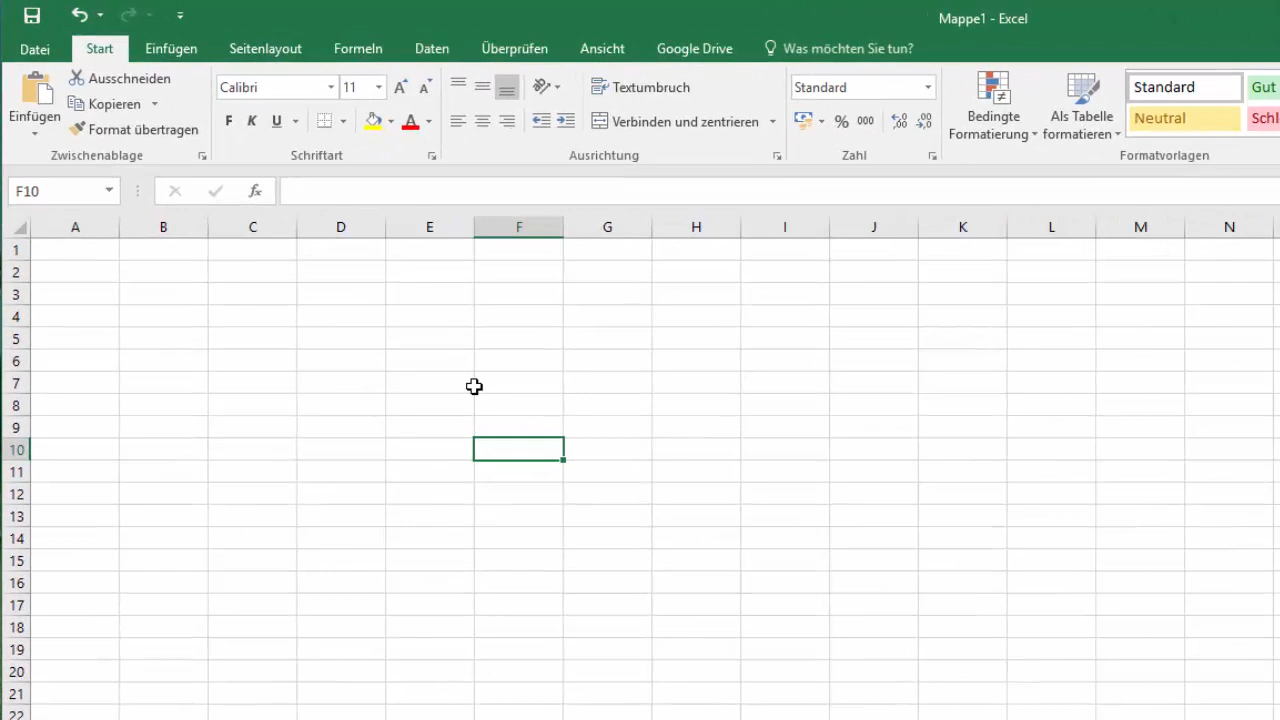 Mappe1 - Excel
Datei Start Einfügen Seitenlayout Formeln Daten Überprüfen Ansicht Google Drive Was möchten Sie tun?
Einfügen
Ausschneiden
Kopieren
Format übertragen
Zwischenablage
Calibri 11
F K U A
Schriftart
Textumbruch
Verbinden und zentrieren
Ausrichtung
Standard
% 000
Zahl
Bedingte
Formatierung
Als Tabelle
formatieren
Standard Gut
Neutral
Formatvorlagen
F10 fx
A B C D E F G H I J K L M N
1
2
3
4
5
6
7
8
9
10
11
12
13
14
15
16
17
18
19
20
21
22